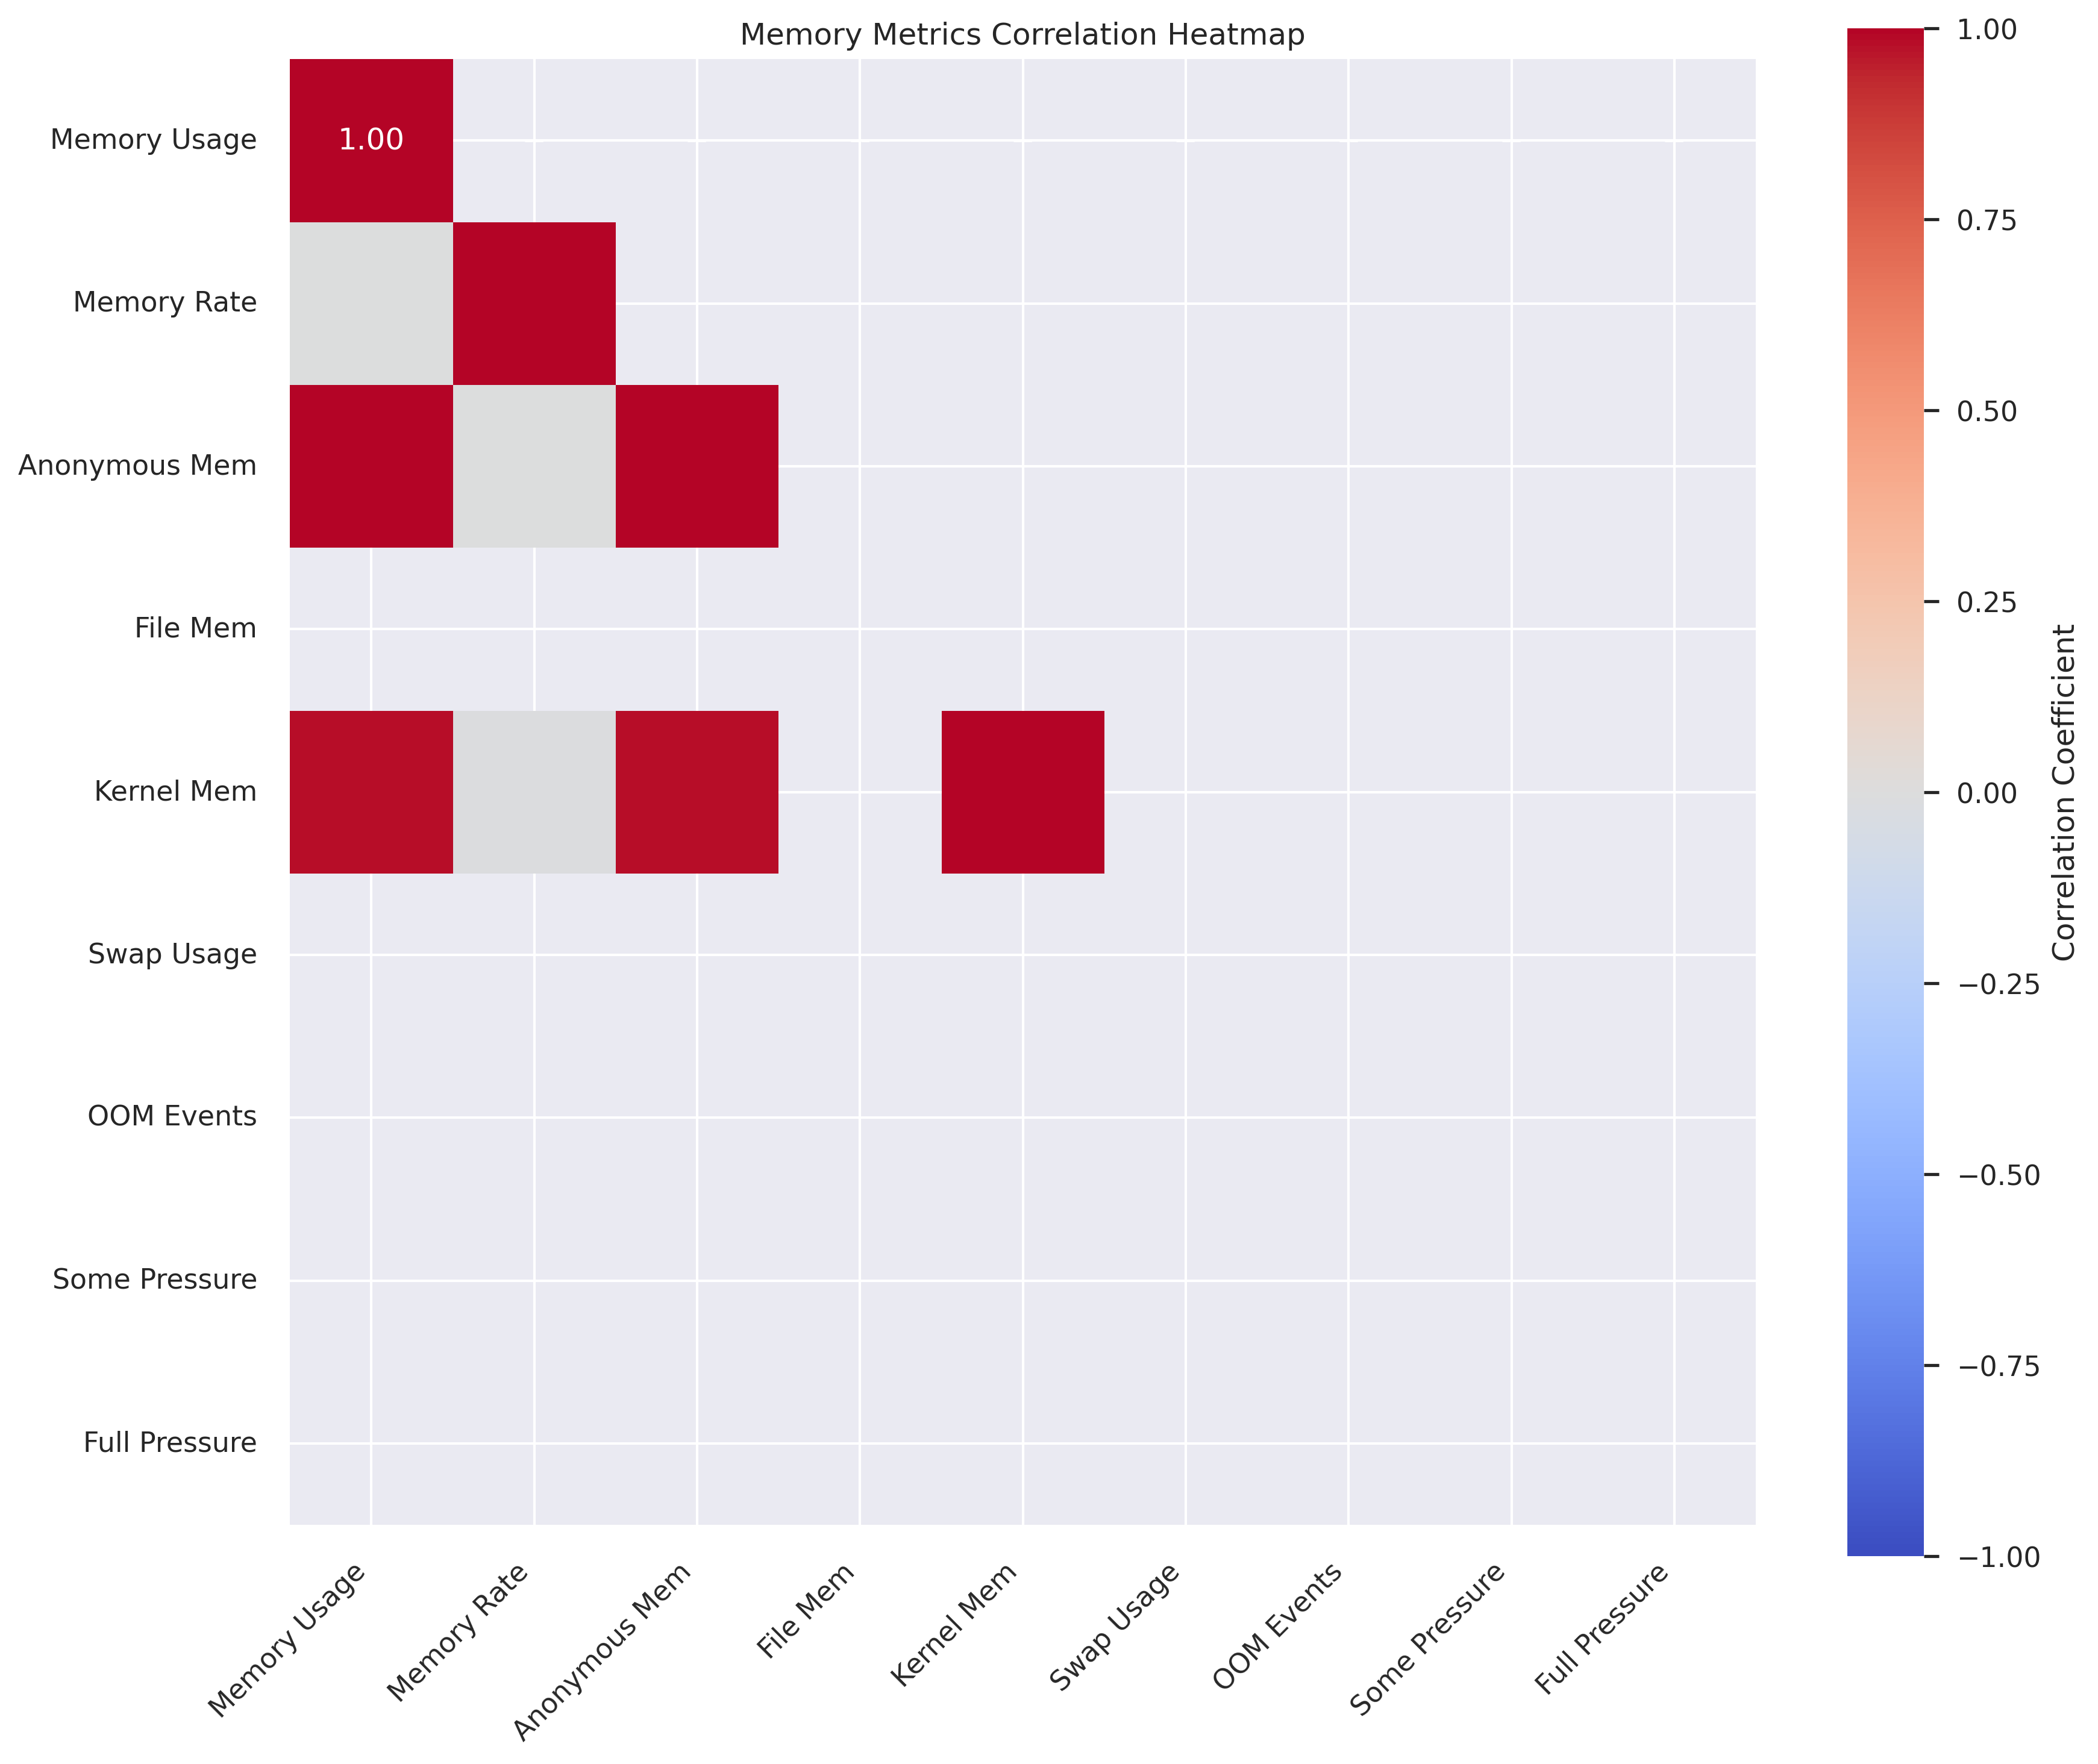 Memory Metrics Correlation Heatmap
Memory Usage
Memory Rate
Anonymous Mem
File Mem
Kernel Mem
Swap Usage
OOM Events
Some Pressure
Full Pressure
1.00
Memory Usage
Memory Rate
Anonymous Mem
File Mem
Kernel Mem
Swap Usage
OOM Events
Some Pressure
Full Pressure
1.00
0.75
0.50
0.25
0.00
−0.25
−0.50
−0.75
−1.00
Correlation Coefficient